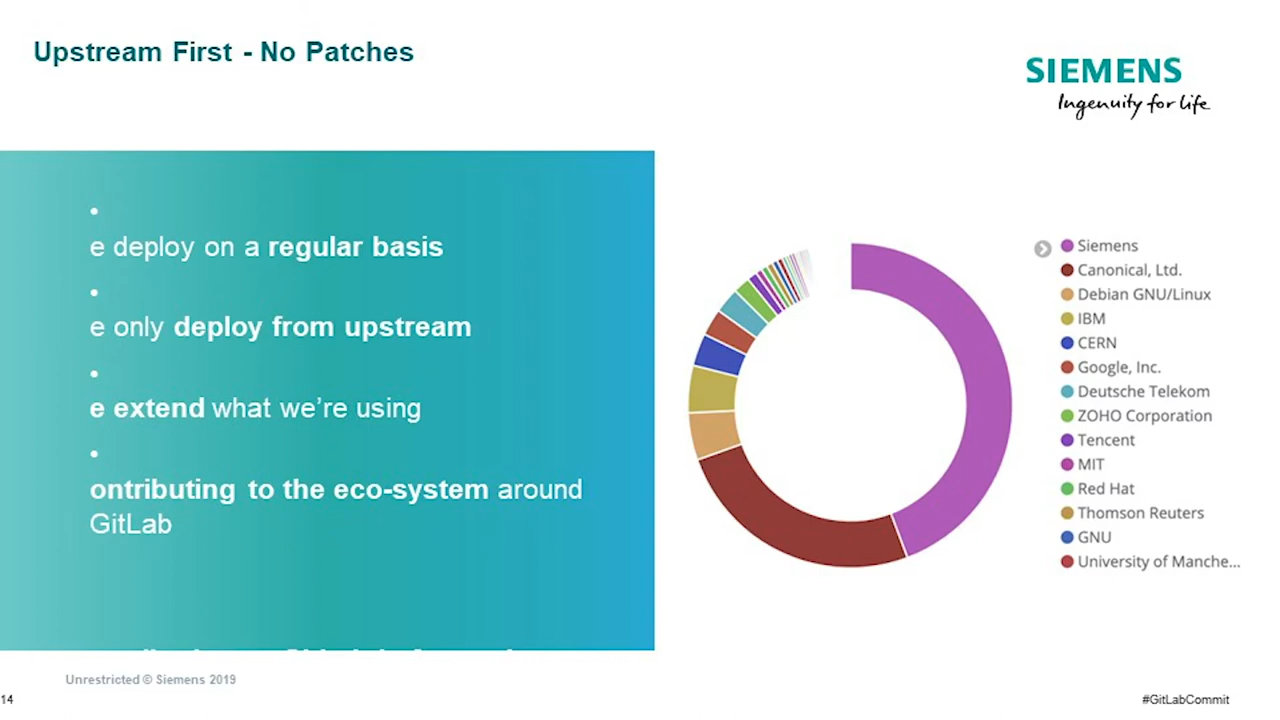 Upstream First - No Patches
SIEMENS
Ingenuity for life
•
e deploy on a regular basis
•
e only deploy from upstream
•
e extend what we're using
•
ontributing to the eco-system around
GitLab
Siemens
Canonical, Ltd.
Debian GNU/Linux
IBM
CERN
Google, Inc.
Deutsche Telekom
ZOHO Corporation
Tencent
MIT
Red Hat
Thomson Reuters
GNU
University of Manche...
Unrestricted © Siemens 2019
14
#GitLabCommit